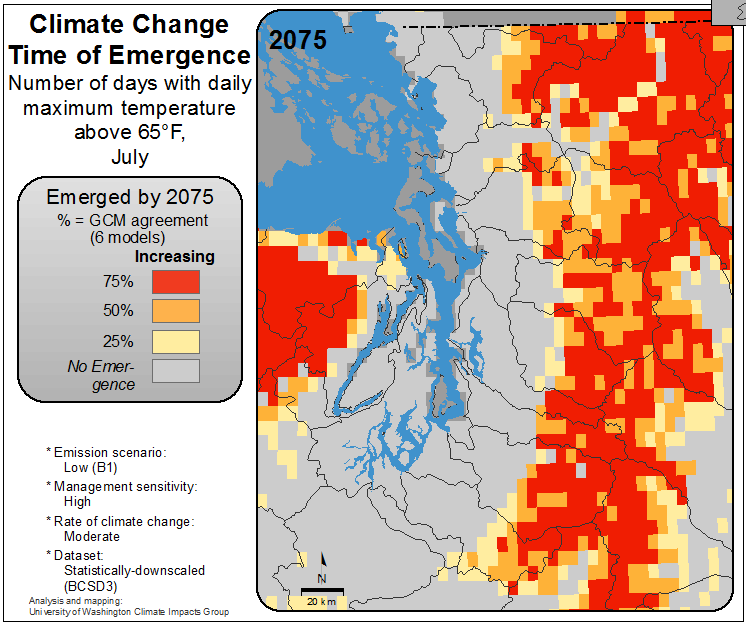 Climate Change
Time of Emergence
Number of days with daily
maximum temperature
above 65°F,
July
Emerged by 2075
% = GCM agreement
(6 models)
Increasing
75%
50%
25%
No Emer-
gence
* Emission scenario:
Low (B1)
* Management sensitivity:
High
* Rate of climate change:
Moderate
* Dataset:
Statistically-downscaled
(BCSD3)
Analysis and mapping:
University of Washington Climate Impacts Group
2075
N
20 km